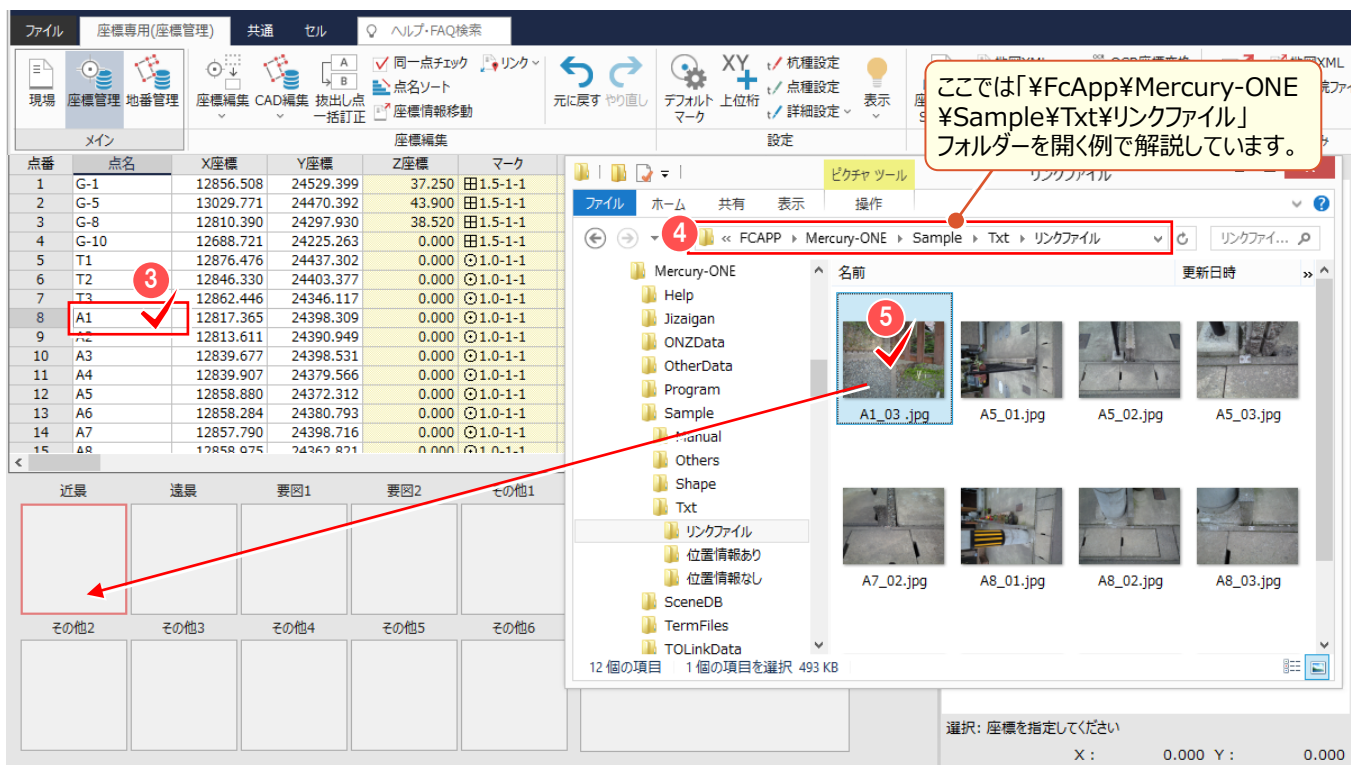 ファイル 座標専用(座標管理) 共通 セル ヘルプ・FAQ検索
現場 座標管理 地番管理 座標編集 CAD編集 抜出し点一括訂正
同一点チェック リンク
点名ソート
座標情報移動
元に戻す やり直し デフォルトマーク 上位桁
杭種設定
点種設定
詳細設定 表示
メイン 座標編集 設定
ここでは「¥FcApp¥Mercury-ONE
¥Sample¥Txt¥リンクファイル」
フォルダーを開く例で解説しています。
点番 点名 X座標 Y座標 Z座標 マーク
1 G-1 12856.508 24529.399 37.250 田1.5-1-1
2 G-5 13029.771 24470.392 43.900 田1.5-1-1
3 G-8 12810.390 24297.930 38.520 田1.5-1-1
4 G-10 12688.721 24225.263 0.000 田1.5-1-1
5 T1 12876.476 24437.302 0.000 ⊙1.0-1-1
6 T2 12846.330 24403.377 0.000 ⊙1.0-1-1
7 T3 12862.446 24346.117 0.000 ⊙1.0-1-1
8 A1 12817.365 24398.309 0.000 ⊙1.0-1-1
9 A2 12813.611 24390.949 0.000 ⊙1.0-1-1
10 A3 12839.677 24398.531 0.000 ⊙1.0-1-1
11 A4 12839.907 24379.566 0.000 ⊙1.0-1-1
12 A5 12858.880 24372.312 0.000 ⊙1.0-1-1
13 A6 12858.284 24380.793 0.000 ⊙1.0-1-1
14 A7 12857.790 24398.716 0.000 ⊙1.0-1-1
15 A8 12858.975 24362.821 0.000 ⊙1.0-1-1
3
近景 遠景 要図1 要図2 その他1
その他2 その他3 その他4 その他5 その他6
ピクチャ ツール リンクファイル
ファイル ホーム 共有 表示 操作
4 « FCAPP Mercury-ONE Sample Txt リンクファイル リンクファイ...
Mercury-ONE
Help
Jizaigan
ONZData
OtherData
Program
Sample
Manual
Others
Shape
Txt
リンクファイル
位置情報あり
位置情報なし
SceneDB
TermFiles
TOLinkData
名前 更新日時 »
5
A1_03 .jpg A5_01.jpg A5_02.jpg A5_03.jpg
A7_02.jpg A8_01.jpg A8_02.jpg A8_03.jpg
12 個の項目 1 個の項目を選択 493 KB
選択: 座標を指定してください
X : 0.000 Y : 0.000